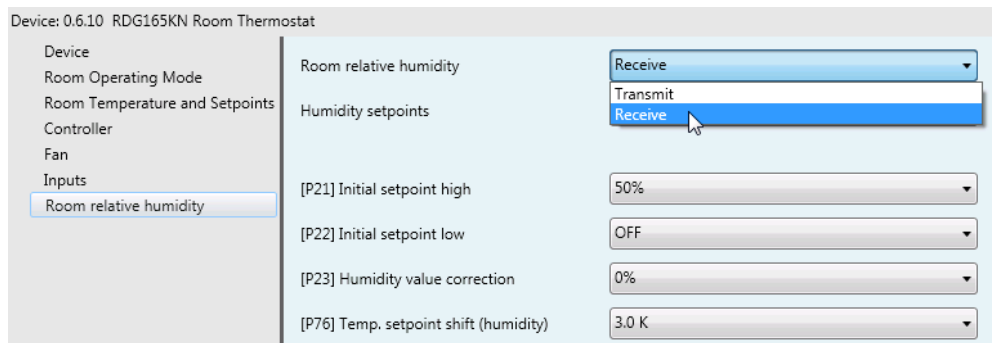 Device: 0.6.10  RDG165KN Room Thermostat
Device
Room Operating Mode
Room Temperature and Setpoints
Controller
Fan
Inputs
Room relative humidity
Room relative humidity
Receive
Transmit
Receive
Humidity setpoints
[P21] Initial setpoint high
50%
[P22] Initial setpoint low
OFF
[P23] Humidity value correction
0%
[P76] Temp. setpoint shift (humidity)
3.0 K